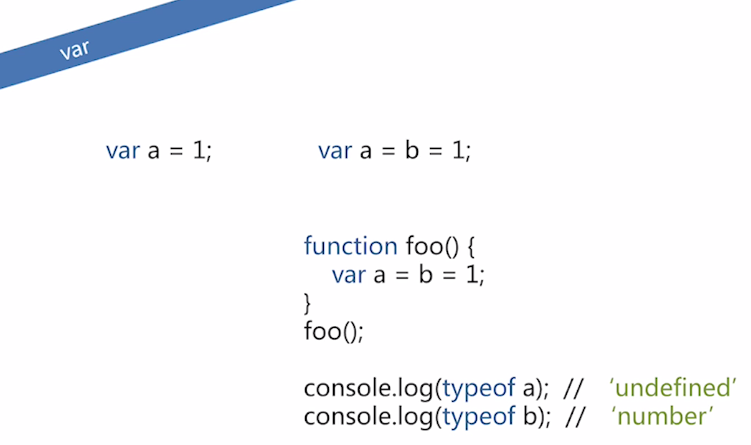 var
var a = 1;
var a = b = 1;
function foo() {
var a = b = 1;
}
foo();
console.log(typeof a); // ‘undefined’
console.log(typeof b); // ‘number’